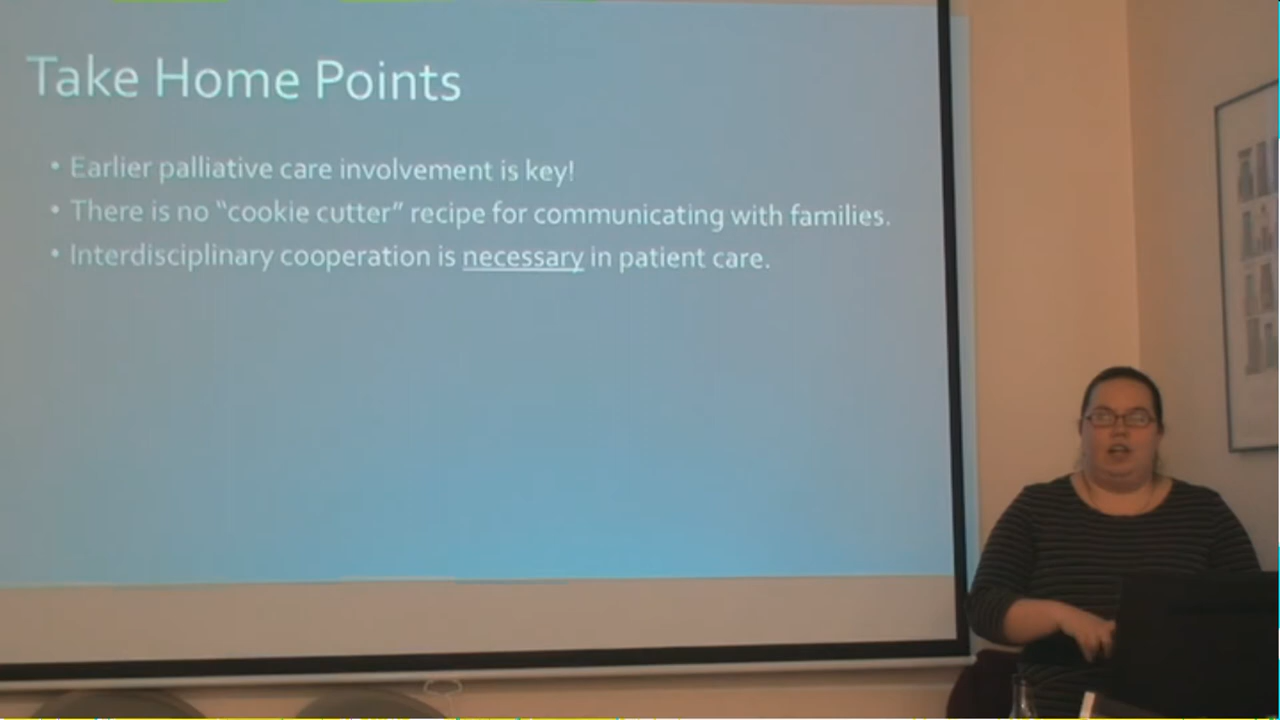 Take Home Points
• Earlier palliative care involvement is key!
• There is no “cookie cutter” recipe for communicating with families.
• Interdisciplinary cooperation is necessary in patient care.